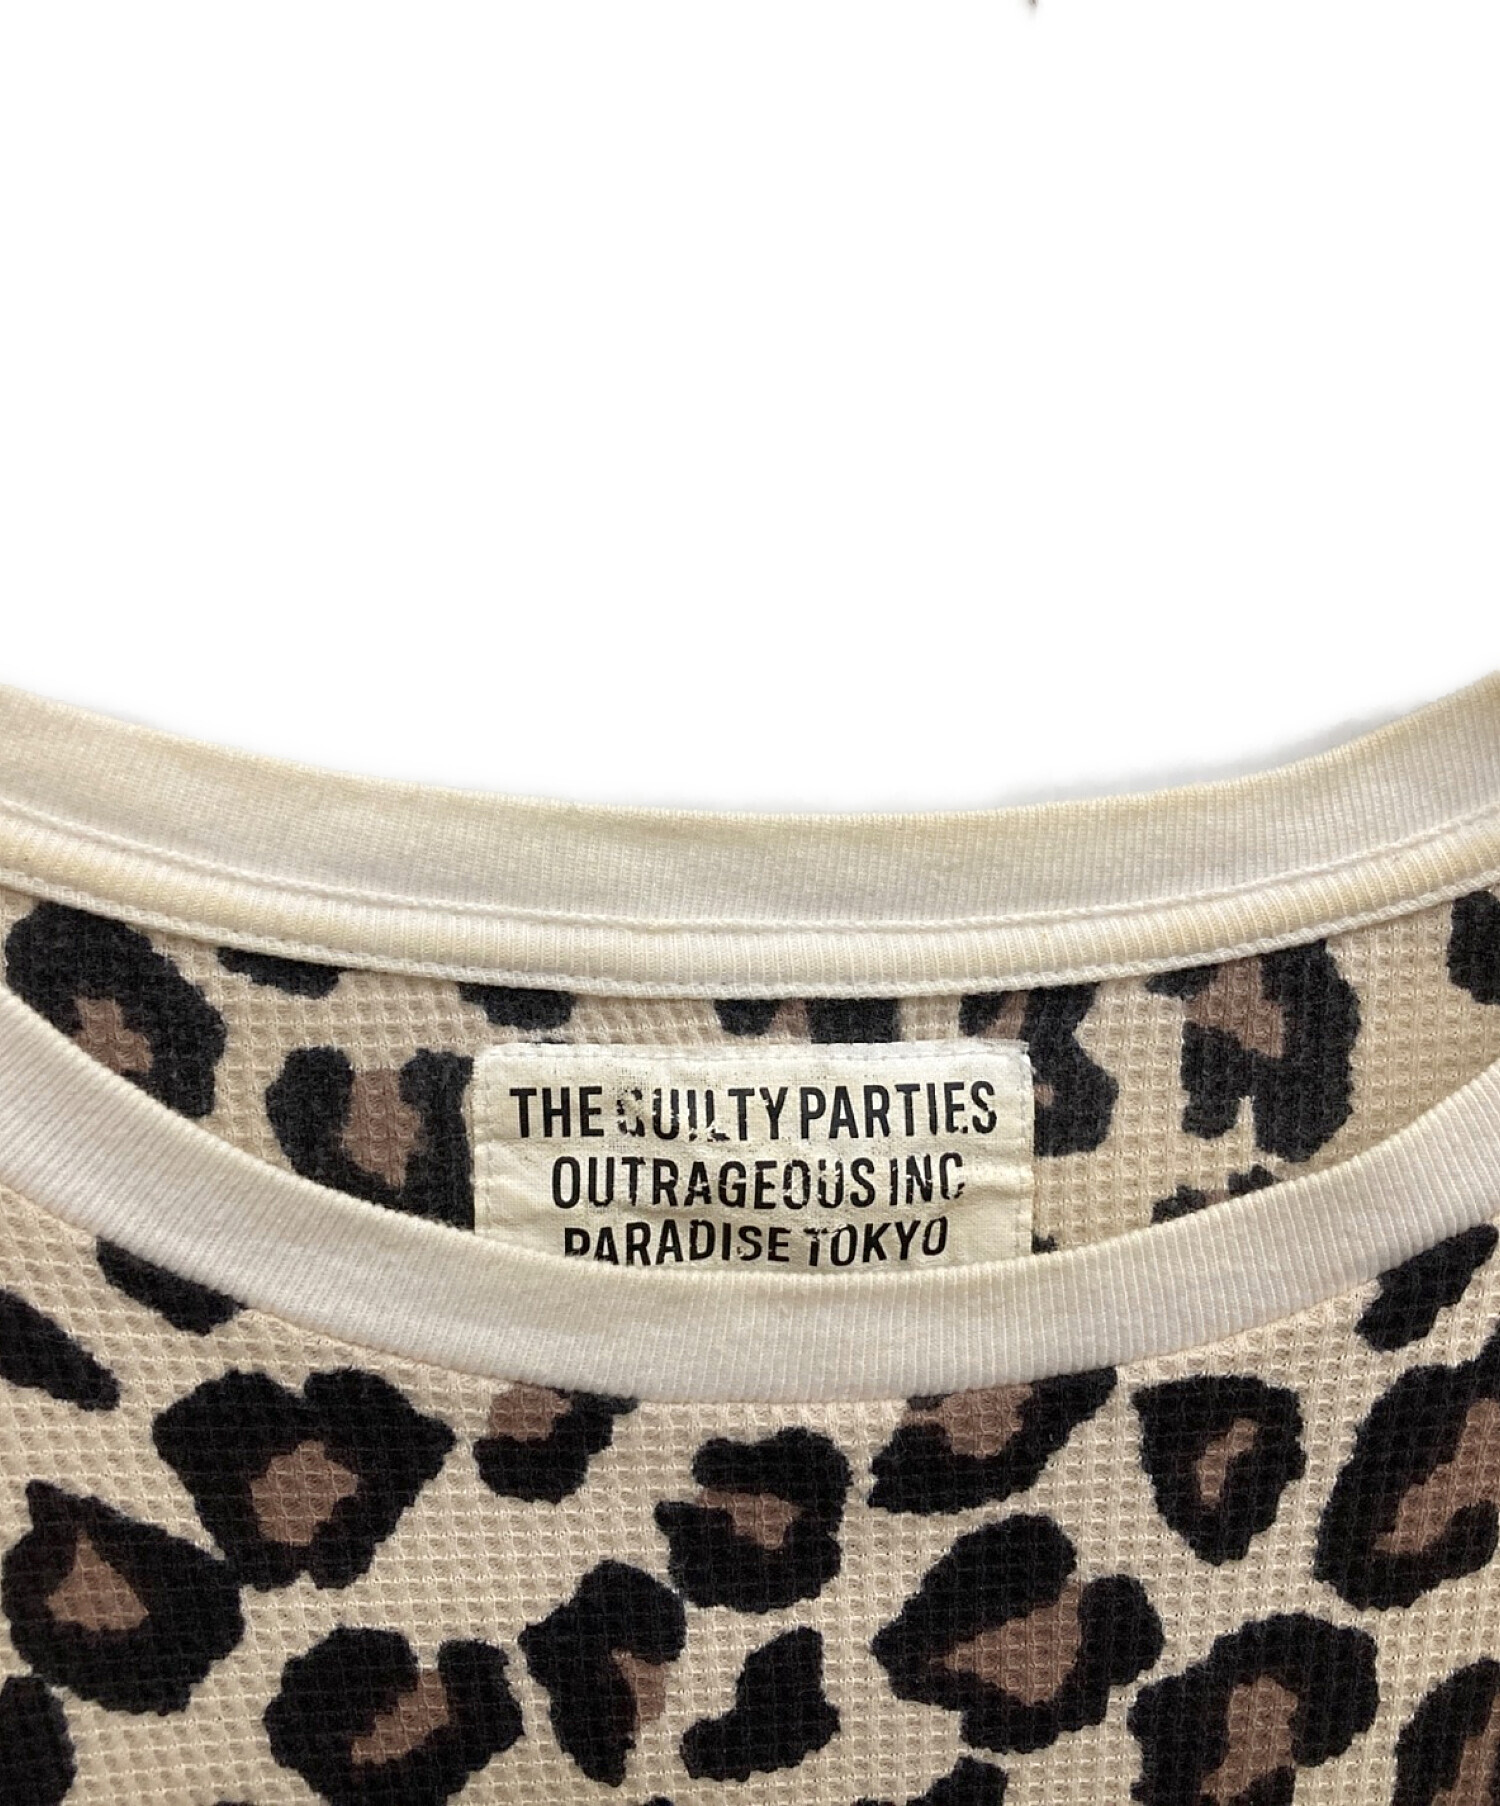 THE GUILTY PARTIES
OUTRAGEOUS INC
PARADISE TOKYO